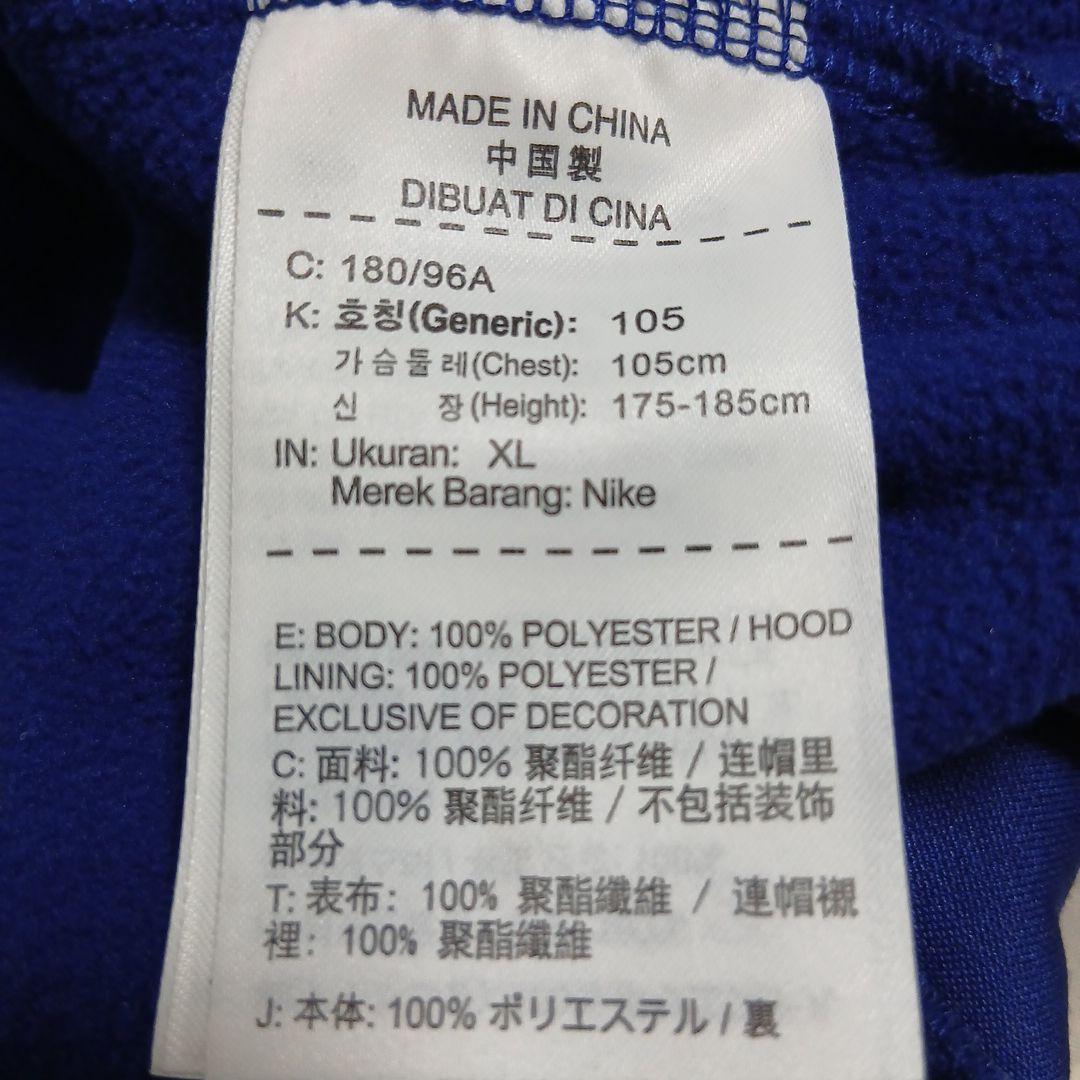 MADE IN CHINA
中国製
DIBUAT DI CINA
C: 180/96A
K: 호칭(Generic): 105
가슴둘레(Chest): 105cm
신 장(Height): 175-185cm
IN: Ukuran: XL
Merek Barang: Nike
E: BODY: 100% POLYESTER / HOOD
LINING: 100% POLYESTER /
EXCLUSIVE OF DECORATION
C: 面料: 100% 聚酯纤维 / 连帽里
料: 100% 聚酯纤维 / 不包括装饰
部分
T: 表布: 100% 聚酯纖維 / 連帽襯
裡: 100% 聚酯纖維
J: 本体: 100% ポリエステル / 裏